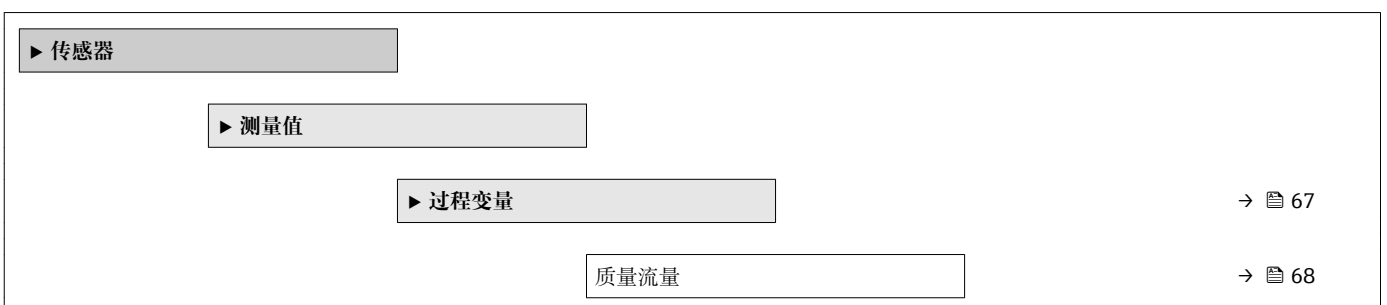 ▶ 传感器
▶ 测量值
▶ 过程变量 → 67
质量流量 → 68